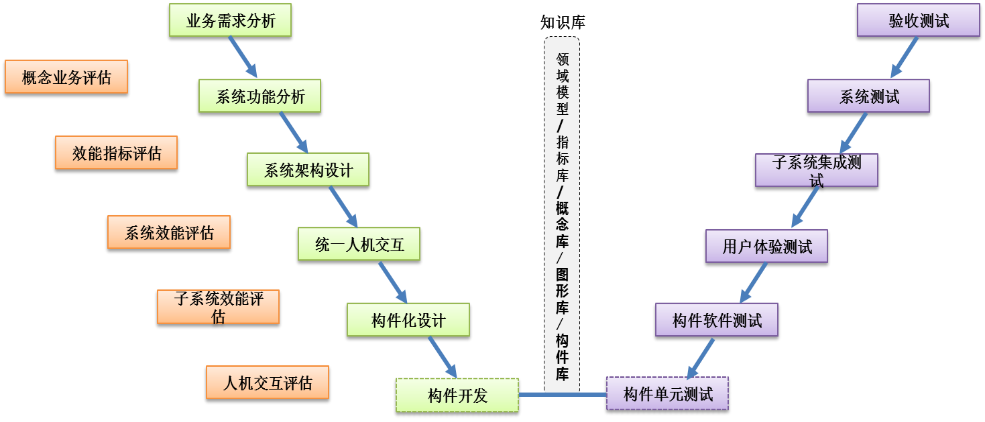 业务需求分析
知识库
验收测试
概念业务评估
系统功能分析
系统测试
效能指标评估
系统架构设计
子系统集成测
试
系统效能评估
统一人机交互
用户体验测试
子系统效能评
估
构件化设计
构件软件测试
人机交互评估
构件开发
构件单元测试
领域模型/指标库/概念库/图形库/构件库